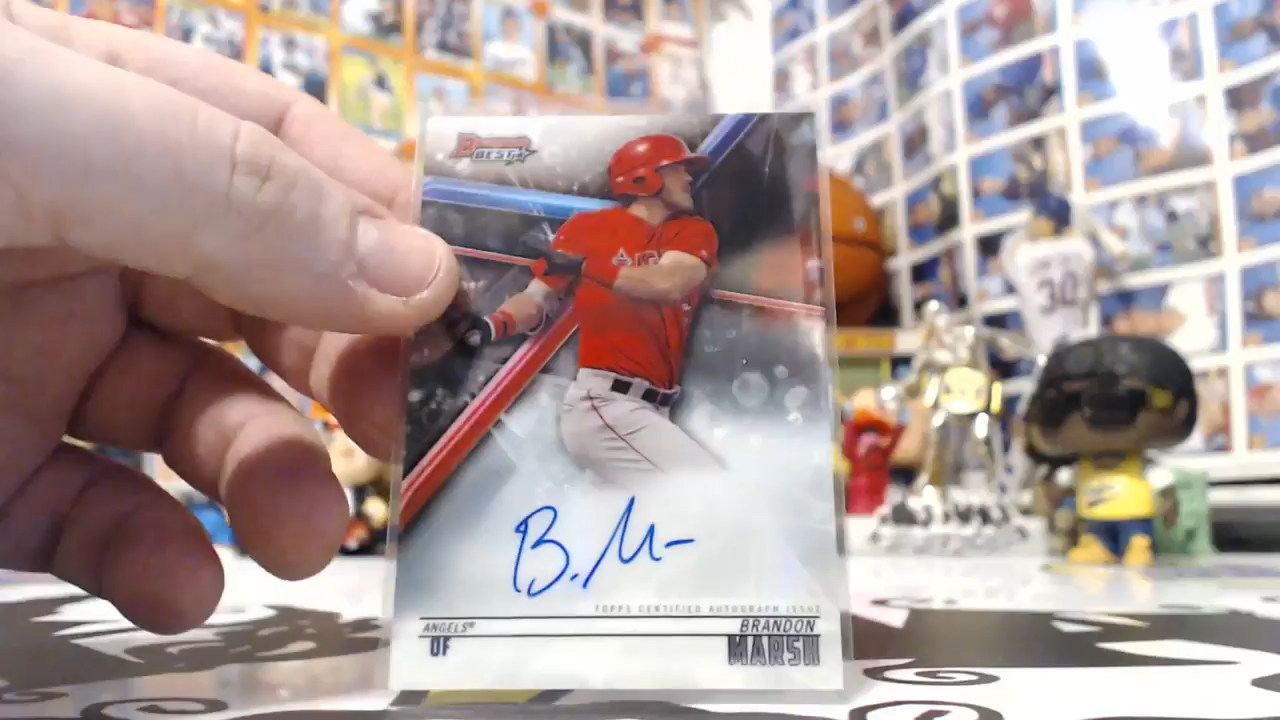 BOWMAN'S
BEST
30
B. M
TOPPS CERTIFIED AUTOGRAPH ISSUE
ANGELS®
BRANDON
OF
MARSH